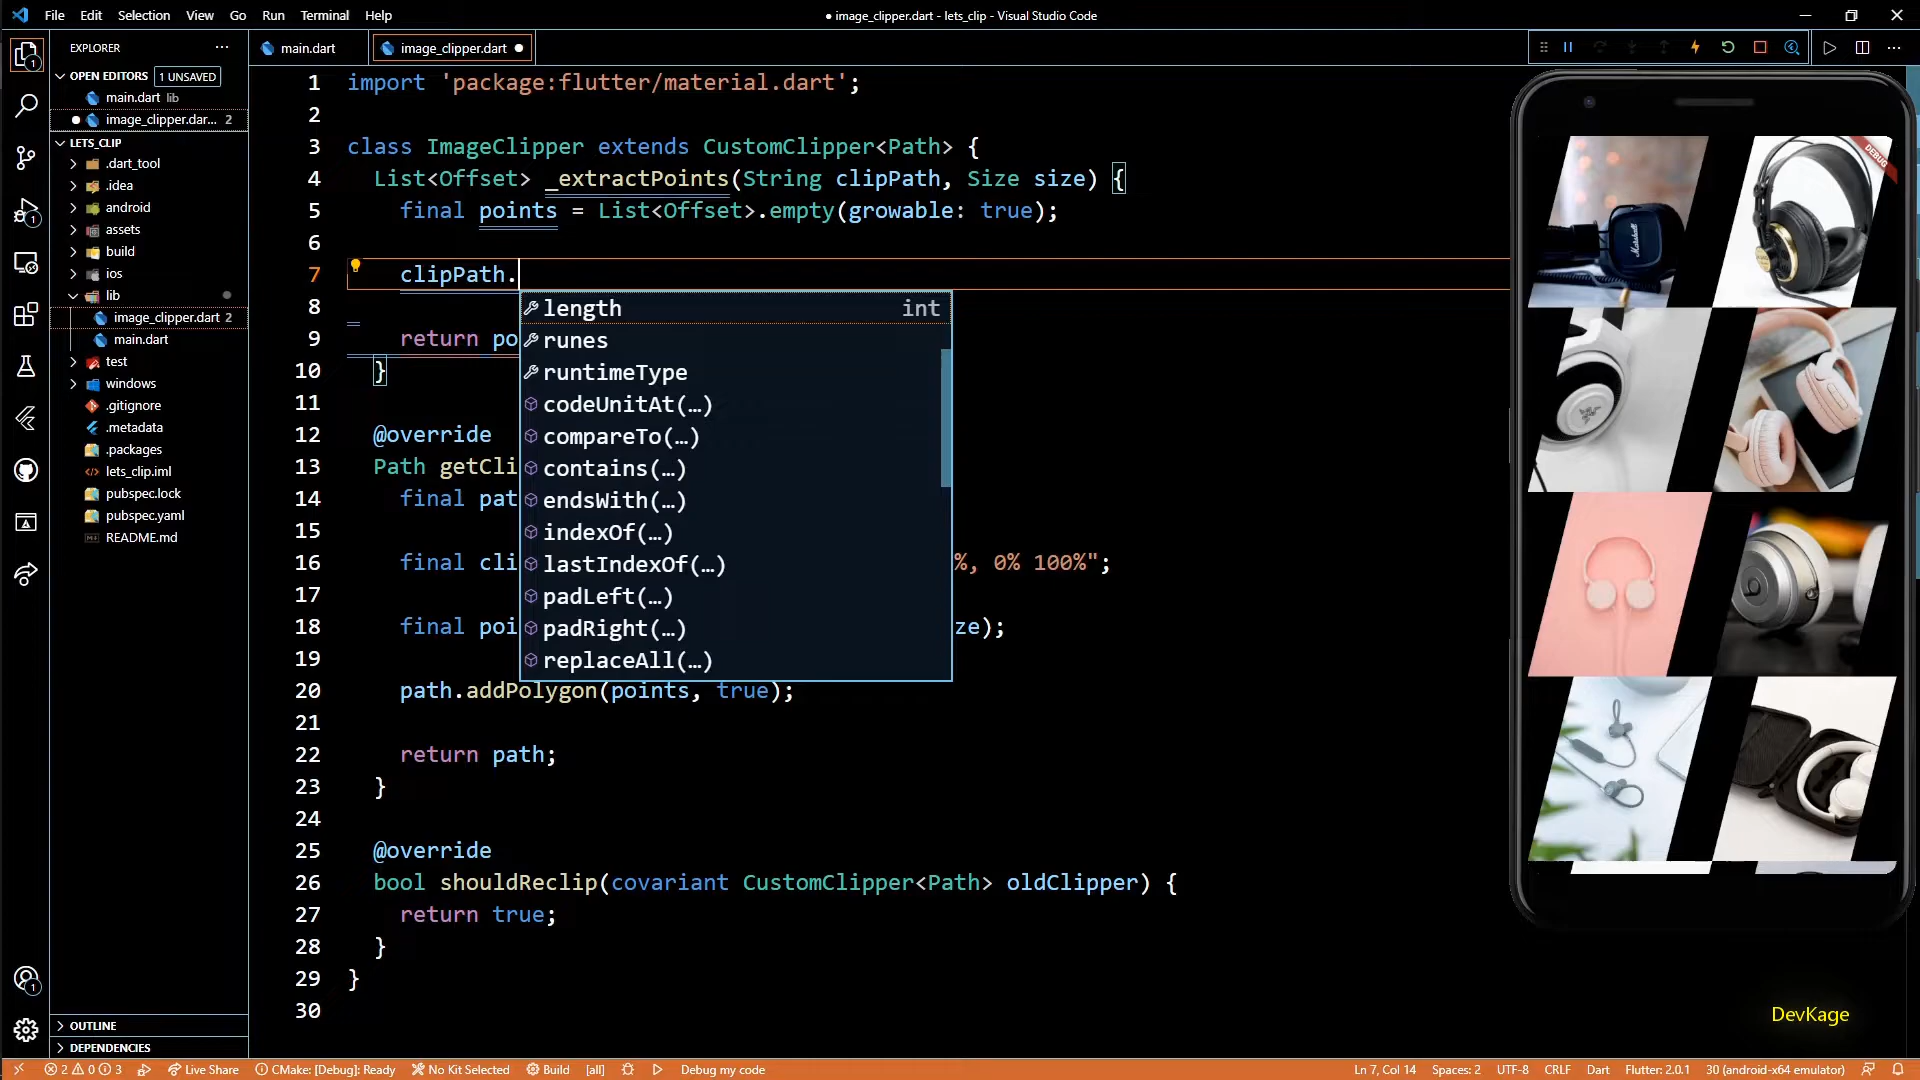 File Edit Selection View Go Run Terminal Help
● image_clipper.dart - lets_clip - Visual Studio Code
EXPLORER
OPEN EDITORS 1 UNSAVED
main.dart lib
image_clipper.dar... 2
LETS_CLIP
.dart_tool
.idea
android
assets
build
ios
lib
image_clipper.dart 2
main.dart
test
windows
.gitignore
.metadata
.packages
lets_clip.iml
pubspec.lock
pubspec.yaml
README.md
OUTLINE
DEPENDENCIES
main.dart
image_clipper.dart ●
1 import 'package:flutter/material.dart';
2
3 class ImageClipper extends CustomClipper<Path> {
4 List<Offset> _extractPoints(String clipPath, Size size) {
5 final points = List<Offset>.empty(growable: true);
6
7 clipPath.
8
9 return po
10 }
11
12 @override
13 Path getCli
14 final pat
15
16 final cli %, 0% 100%";
17
18 final poi ze);
19
20 path.addPolygon(points, true);
21
22 return path;
23 }
24
25 @override
26 bool shouldReclip(covariant CustomClipper<Path> oldClipper) {
27 return true;
28 }
29 }
30
length int
runes
runtimeType
codeUnitAt(…)
compareTo(…)
contains(…)
endsWith(…)
indexOf(…)
lastIndexOf(…)
padLeft(…)
padRight(…)
replaceAll(…)
DEBUG
Marshall
DevKage
2 0 3 Live Share CMake: [Debug]: Ready No Kit Selected Build [all] Debug my code
Ln 7, Col 14 Spaces: 2 UTF-8 CRLF Dart Flutter: 2.0.1 30 (android-x64 emulator)